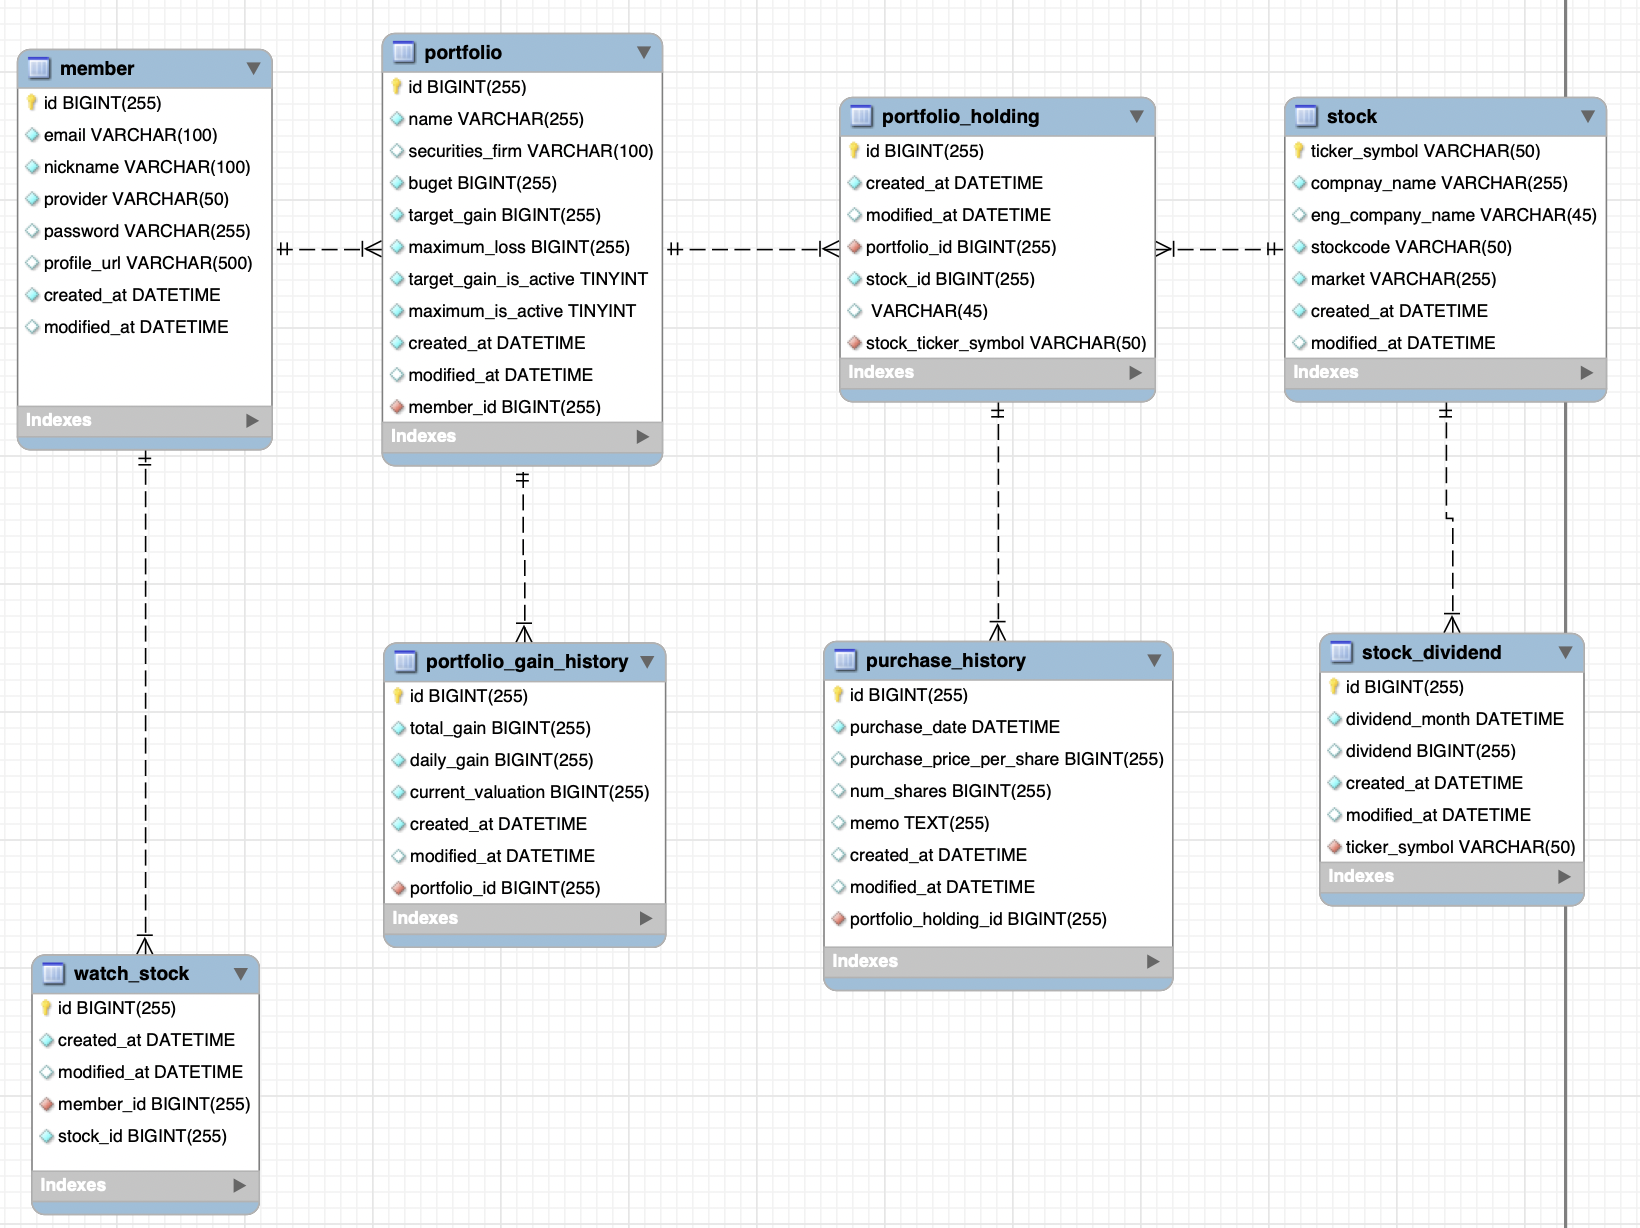 member
id BIGINT(255)
email VARCHAR(100)
nickname VARCHAR(100)
provider VARCHAR(50)
password VARCHAR(255)
profile_url VARCHAR(500)
created_at DATETIME
modified_at DATETIME
Indexes
portfolio
id BIGINT(255)
name VARCHAR(255)
securities_firm VARCHAR(100)
buget BIGINT(255)
target_gain BIGINT(255)
maximum_loss BIGINT(255)
target_gain_is_active TINYINT
maximum_is_active TINYINT
created_at DATETIME
modified_at DATETIME
member_id BIGINT(255)
Indexes
portfolio_holding
id BIGINT(255)
created_at DATETIME
modified_at DATETIME
portfolio_id BIGINT(255)
stock_id BIGINT(255)
VARCHAR(45)
stock_ticker_symbol VARCHAR(50)
Indexes
stock
ticker_symbol VARCHAR(50)
compnay_name VARCHAR(255)
eng_company_name VARCHAR(45)
stockcode VARCHAR(50)
market VARCHAR(255)
created_at DATETIME
modified_at DATETIME
Indexes
portfolio_gain_history
id BIGINT(255)
total_gain BIGINT(255)
daily_gain BIGINT(255)
current_valuation BIGINT(255)
created_at DATETIME
modified_at DATETIME
portfolio_id BIGINT(255)
Indexes
purchase_history
id BIGINT(255)
purchase_date DATETIME
purchase_price_per_share BIGINT(255)
num_shares BIGINT(255)
memo TEXT(255)
created_at DATETIME
modified_at DATETIME
portfolio_holding_id BIGINT(255)
Indexes
stock_dividend
id BIGINT(255)
dividend_month DATETIME
dividend BIGINT(255)
created_at DATETIME
modified_at DATETIME
ticker_symbol VARCHAR(50)
Indexes
watch_stock
id BIGINT(255)
created_at DATETIME
modified_at DATETIME
member_id BIGINT(255)
stock_id BIGINT(255)
Indexes